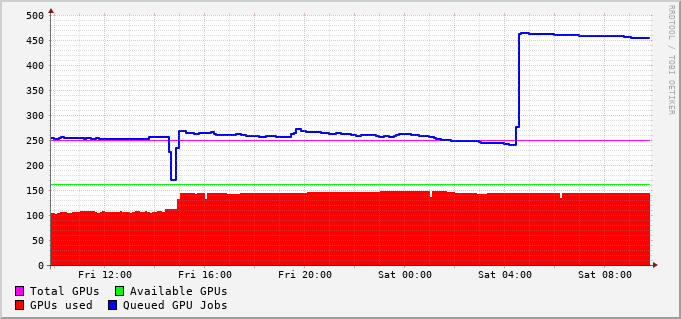 RRDTOOL / TOBI OETIKER
500
450
400
350
300
250
200
150
100
50
0
Fri 12:00 Fri 16:00 Fri 20:00 Sat 00:00 Sat 04:00 Sat 08:00
Total GPUs Available GPUs
GPUs used Queued GPU Jobs